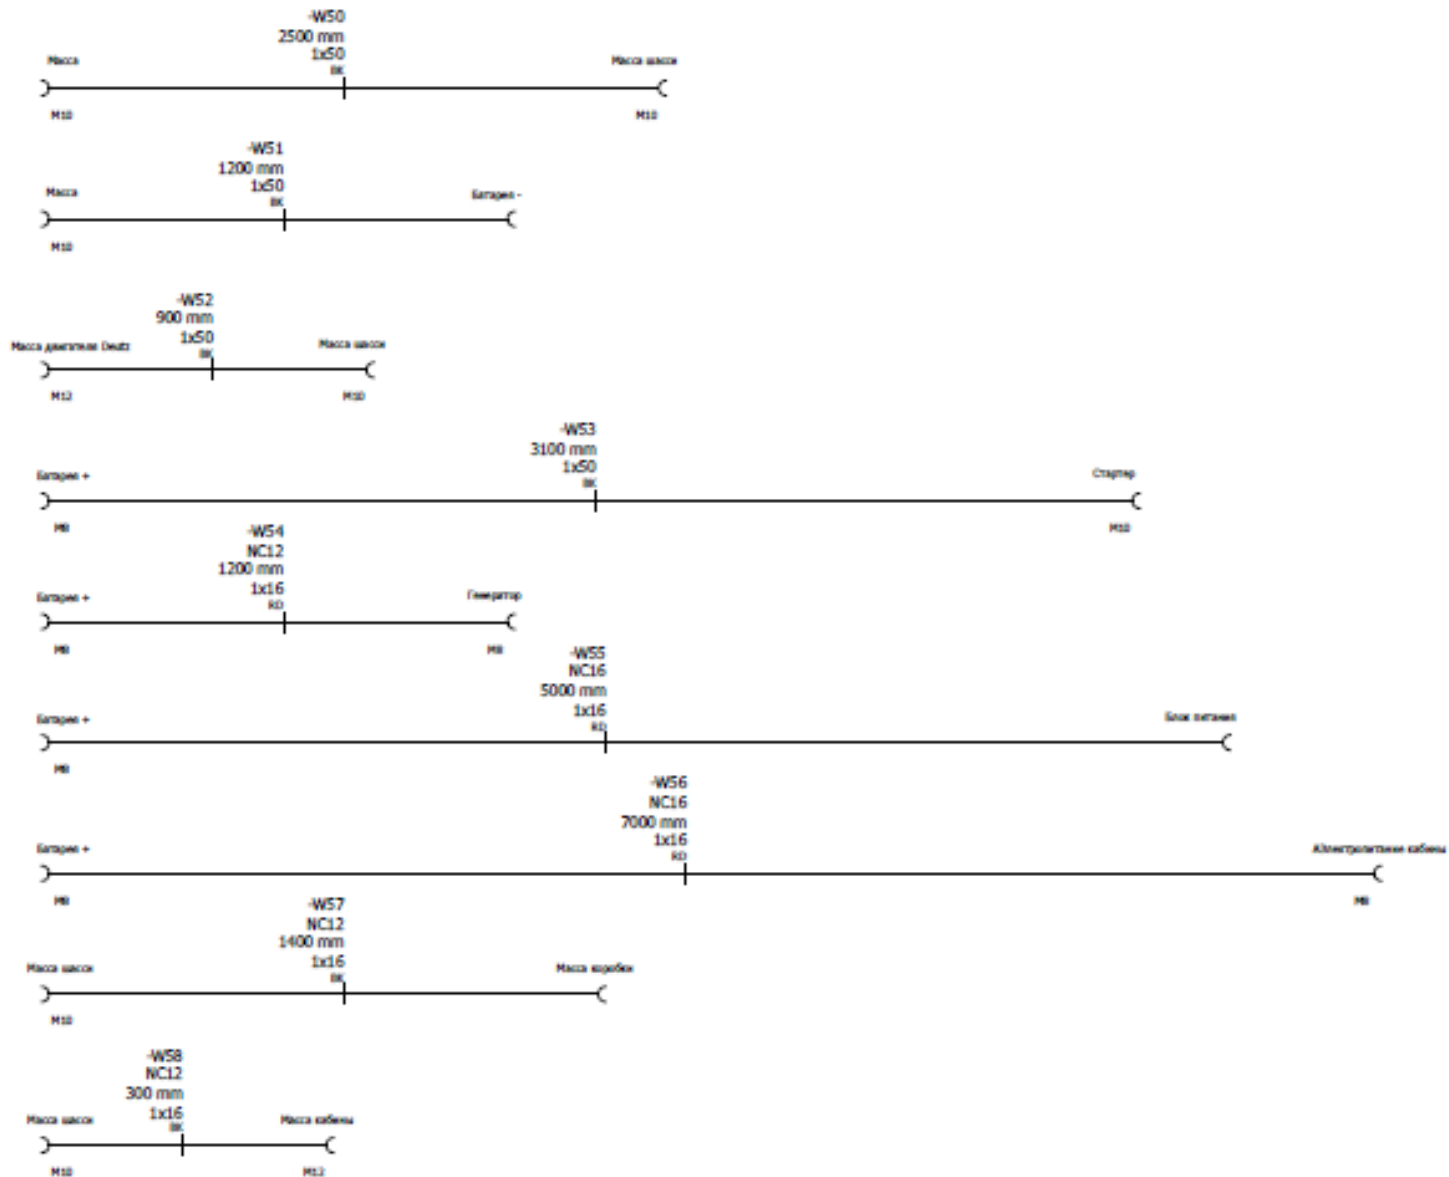 -W50
2500 mm
1x50
BK
Масса
Масса шасси
M10
M10
-W51
1200 mm
1x50
BK
Масса
Батарея -
M10
-W52
900 mm
1x50
BK
Масса двигателя Deutz
Масса шасси
M12
M10
-W53
3100 mm
1x50
BK
Батарея +
Стартер
M8
M10
-W54
NC12
1200 mm
1x16
RD
Батарея +
Генератор
M8
M8
-W55
NC16
5000 mm
1x16
RD
Батарея +
Блок питания
M8
-W56
NC16
7000 mm
1x16
RD
Батарея +
Аэлектропитание кабины
M8
M8
-W57
NC12
1400 mm
1x16
BK
Масса шасси
Масса коробки
M10
-W58
NC12
300 mm
1x16
BK
Масса шасси
Масса кабины
M10
M12